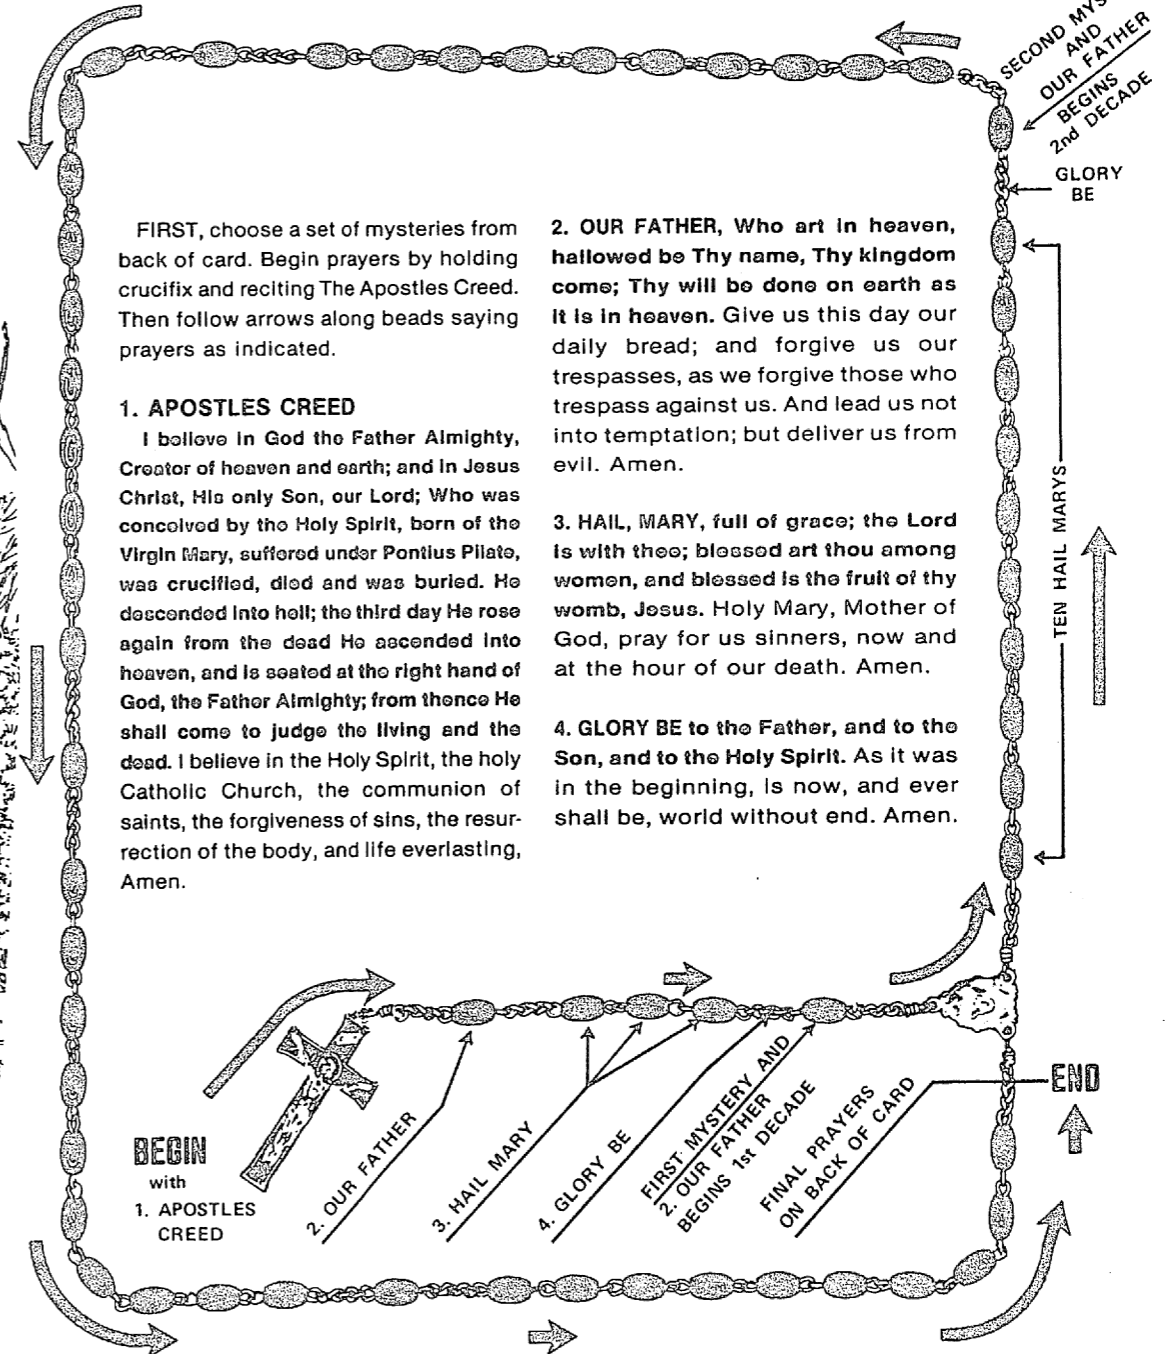 SECOND MYS
AND
OUR FATHER
BEGINS
2nd DECADE
GLORY
BE
FIRST, choose a set of mysteries from
back of card. Begin prayers by holding
crucifix and reciting The Apostles Creed.
Then follow arrows along beads saying
prayers as indicated.
1. APOSTLES CREED
I believe in God the Father Almighty,
Creator of heaven and earth; and in Jesus
Christ, His only Son, our Lord; Who was
conceived by the Holy Spirit, born of the
Virgin Mary, suffered under Pontius Pilate,
was crucified, died and was buried. He
descended into hell; the third day He rose
again from the dead He ascended into
heaven, and is seated at the right hand of
God, the Father Almighty; from thence He
shall come to judge the living and the
dead. I believe in the Holy Spirit, the holy
Catholic Church, the communion of
saints, the forgiveness of sins, the resur-
rection of the body, and life everlasting,
Amen.
2. OUR FATHER, Who art in heaven,
hallowed be Thy name, Thy kingdom
come; Thy will be done on earth as
it is in heaven. Give us this day our
daily bread; and forgive us our
trespasses, as we forgive those who
trespass against us. And lead us not
into temptation; but deliver us from
evil. Amen.
3. HAIL, MARY, full of grace; the Lord
is with thee; blessed art thou among
women, and blessed is the fruit of thy
womb, Jesus. Holy Mary, Mother of
God, pray for us sinners, now and
at the hour of our death. Amen.
4. GLORY BE to the Father, and to the
Son, and to the Holy Spirit. As it was
in the beginning, is now, and ever
shall be, world without end. Amen.
TEN HAIL MARYS
BEGIN
with
1. APOSTLES
CREED
2. OUR FATHER
3. HAIL MARY
4. GLORY BE
FIRST MYSTERY AND
2. OUR FATHER
BEGINS 1st DECADE
FINAL PRAYERS
ON BACK OF CARD
END